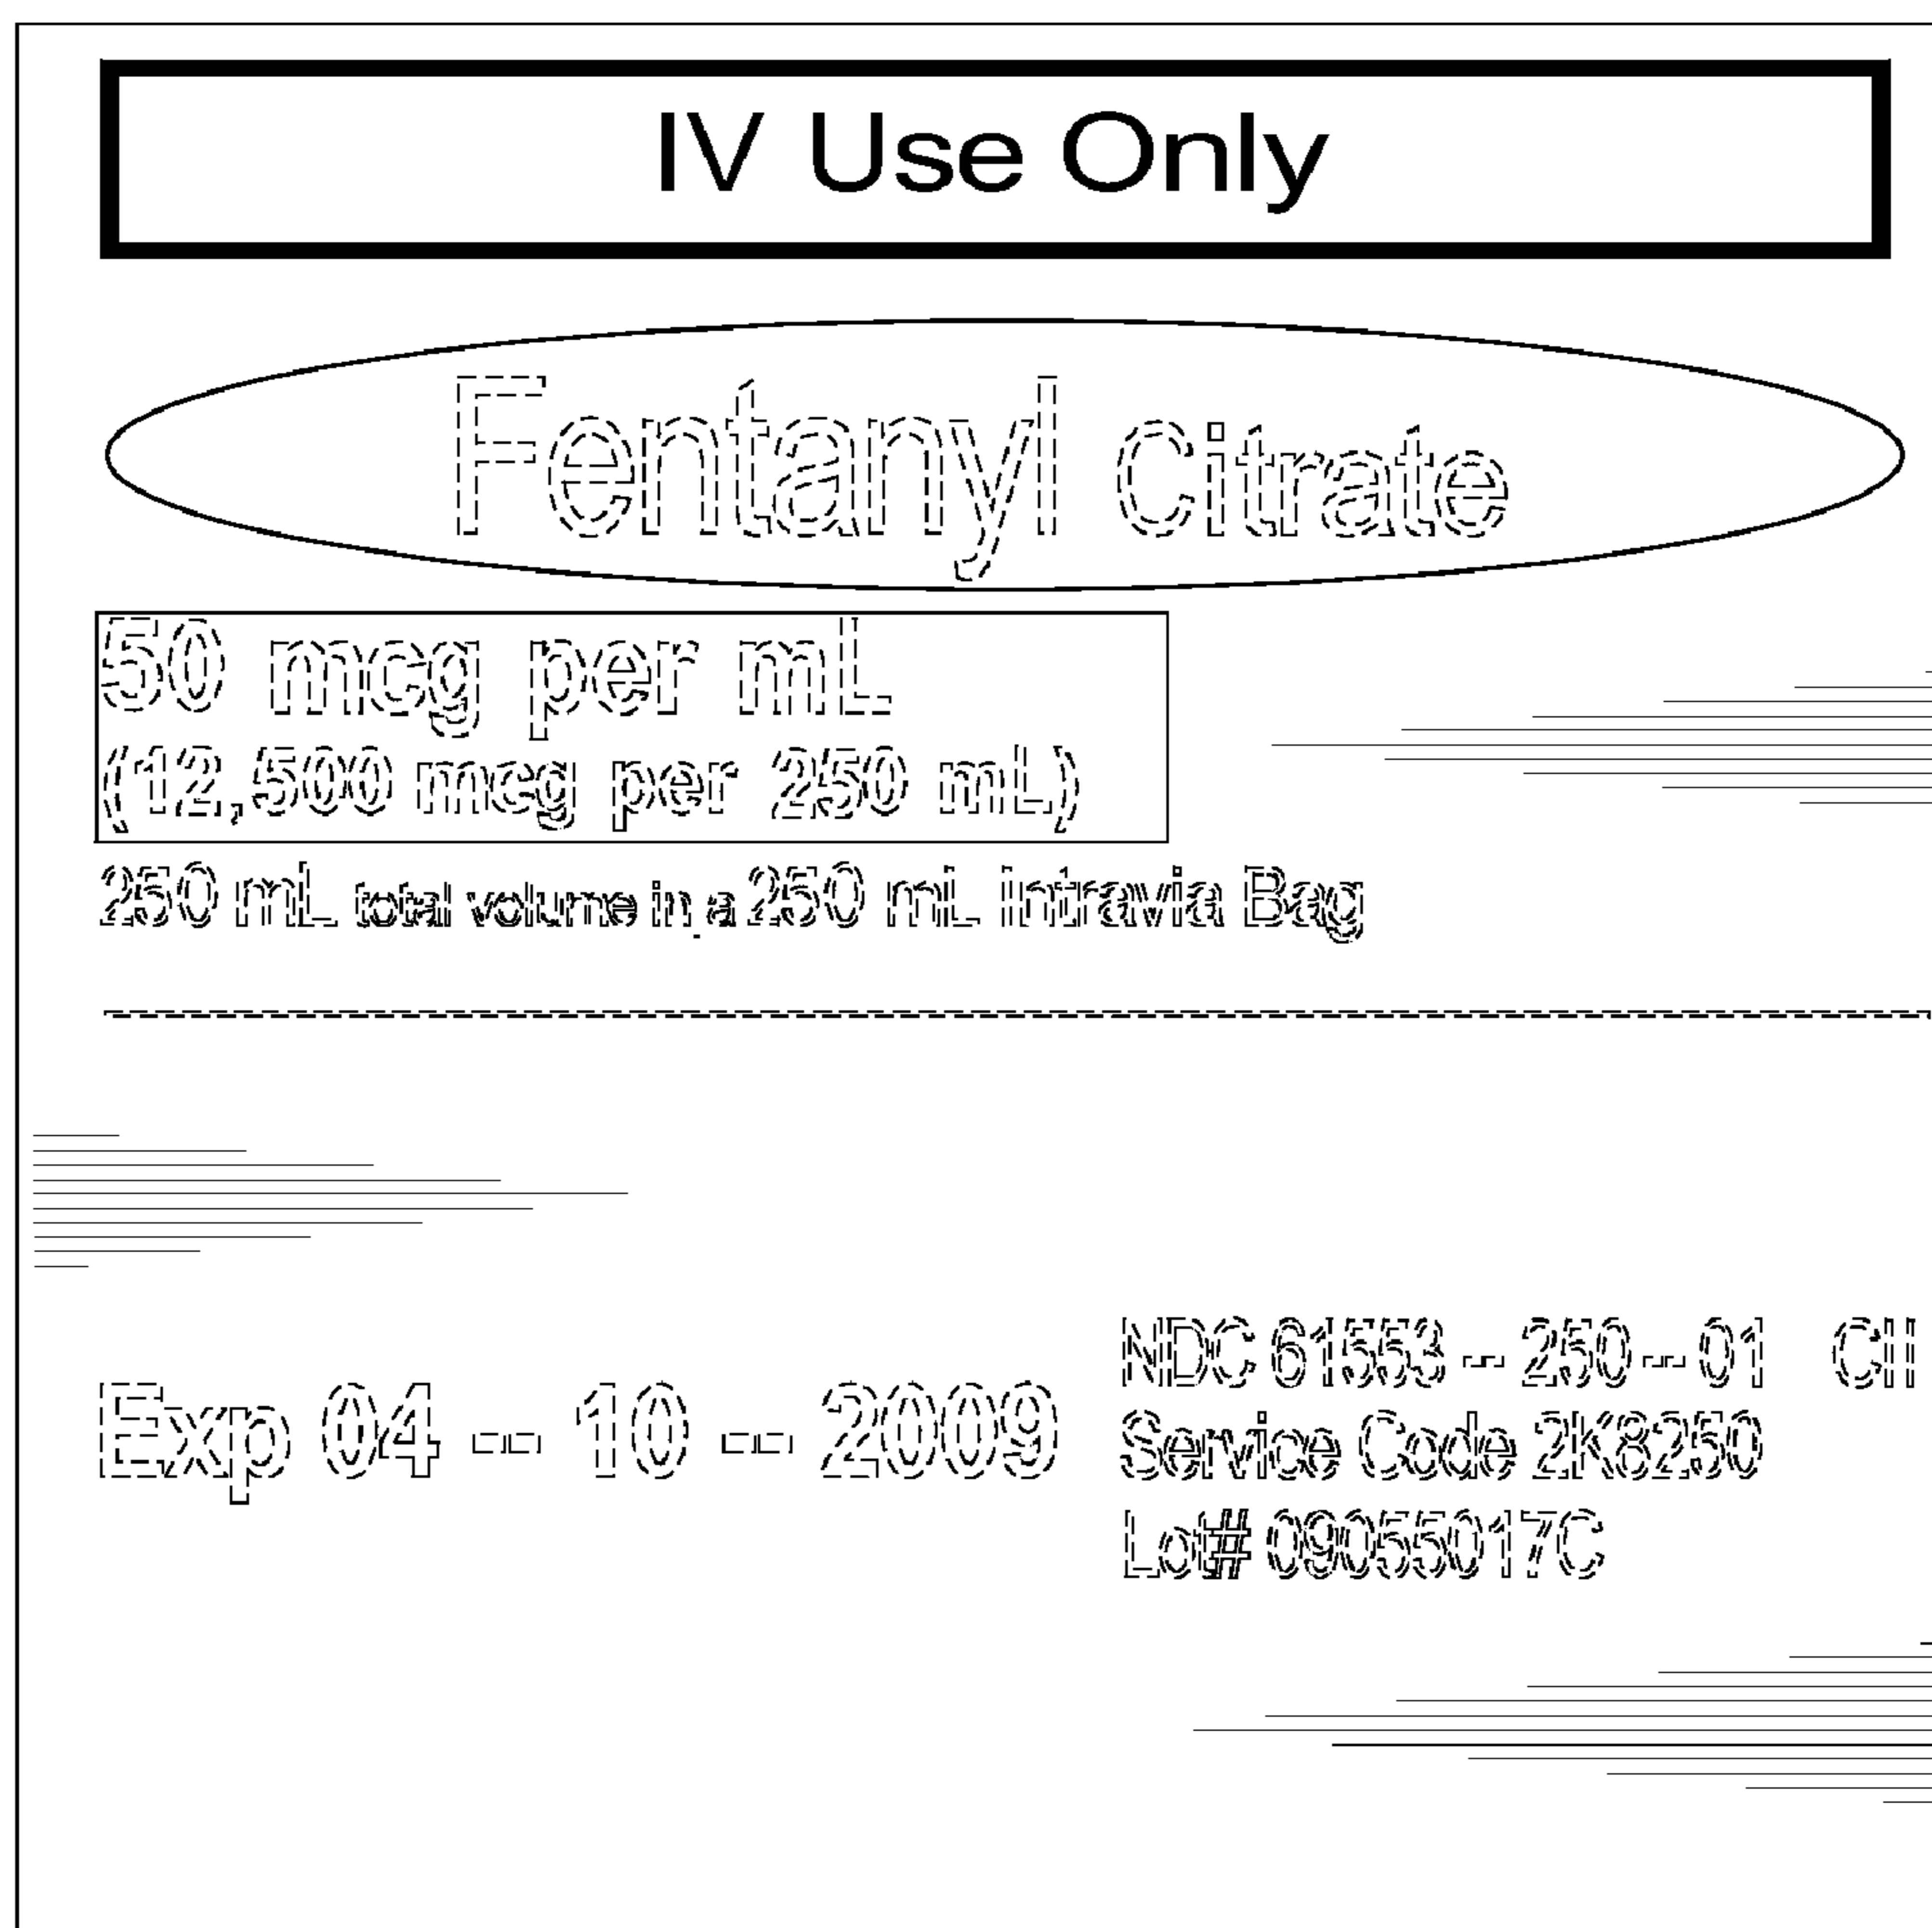 IV Use Only
Fentanyl citrate
50 mcg per mL
(12,500 mcg per 250 mL)
250 mL total volume in a 250 mL intravia Bag
NDC 61553 -- 250 -- 01 CII
Exp 04 -- 10 -- 2009
Service Code 2K8250
Lot# 09055017C